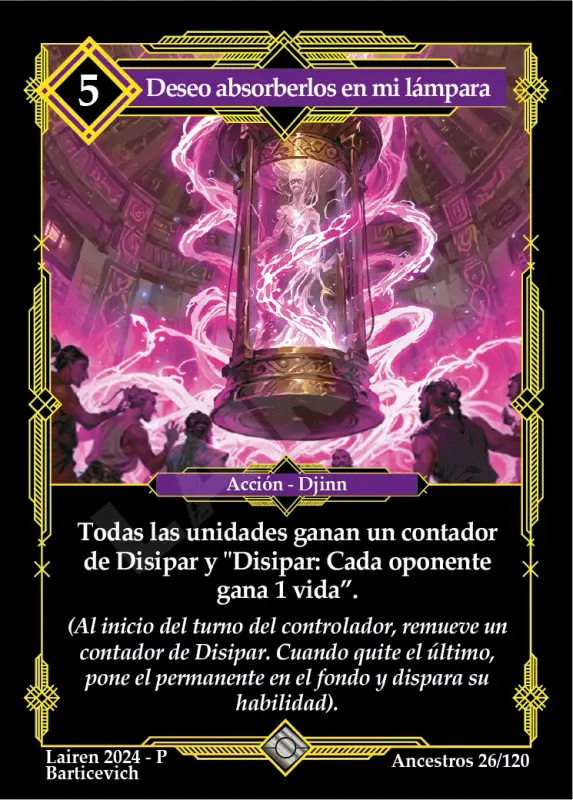 5
Deseo absorberlos en mi lámpara
Acción - Djinn
Todas las unidades ganan un contador
de Disipar y "Disipar: Cada oponente
gana 1 vida”.
(Al inicio del turno del controlador, remueve un
contador de Disipar. Cuando quite el último,
pone el permanente en el fondo y dispara su
habilidad).
Lairen 2024 - P
Barticevich
Ancestros 26/120